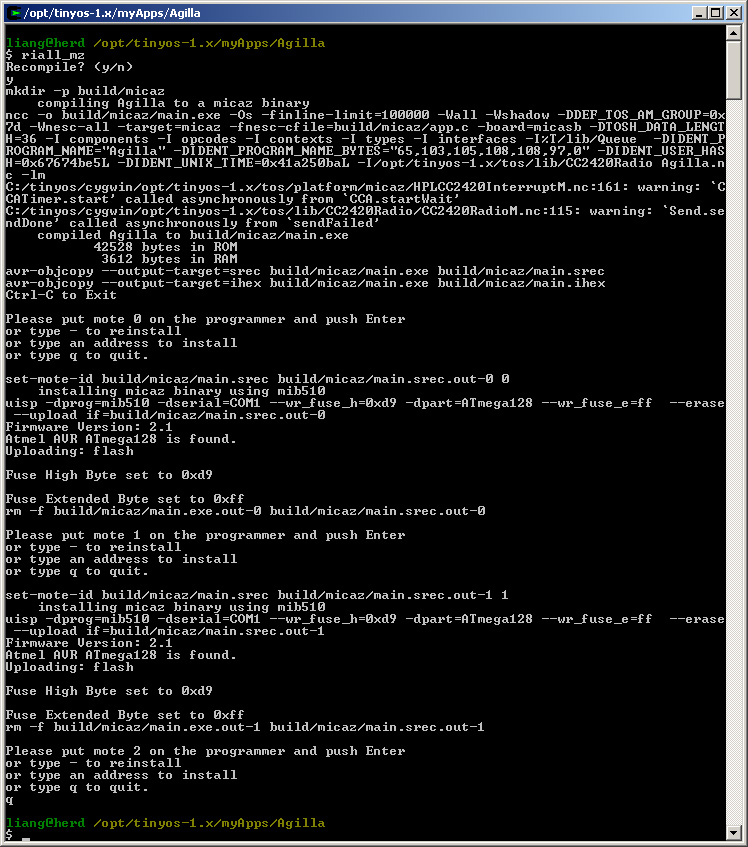 /opt/tinyos-1.x/myApps/Agilla
liang@herd /opt/tinyos-1.x/myApps/Agilla
$ riall_mz
Recompile? (y/n)
y
mkdir -p build/micaz
    compiling Agilla to a micaz binary
ncc -o build/micaz/main.exe -Os -finline-limit=100000 -Wall -Wshadow -DDEF_TOS_AM_GROUP=0x
7d -Wnesc-all -target=micaz -fnesc-cfile=build/micaz/app.c -board=micasb -DTOSH_DATA_LENGT
H=36 -I components -I opcodes -I contexts -I types -I interfaces -I%T/lib/Queue  -DIDENT_P
ROGRAM_NAME="Agilla" -DIDENT_PROGRAM_NAME_BYTES="65,103,105,108,108,97,0" -DIDENT_USER_HAS
H=0x67674be5L -DIDENT_UNIX_TIME=0x41a250baL -I/opt/tinyos-1.x/tos/lib/CC2420Radio Agilla.n
c -lm
C:/tinyos/cygwin/opt/tinyos-1.x/tos/platform/micaz/HPLCC2420InterruptM.nc:161: warning: `C
CATimer.start' called asynchronously from `CCA.startWait'
C:/tinyos/cygwin/opt/tinyos-1.x/tos/lib/CC2420Radio/CC2420RadioM.nc:115: warning: `Send.se
ndDone' called asynchronously from `sendFailed'
    compiled Agilla to build/micaz/main.exe
           42528 bytes in ROM
            3612 bytes in RAM
avr-objcopy --output-target=srec build/micaz/main.exe build/micaz/main.srec
avr-objcopy --output-target=ihex build/micaz/main.exe build/micaz/main.ihex
Ctrl-C to Exit
Please put mote 0 on the programmer and push Enter
or type - to reinstall
or type an address to install
or type q to quit.
set-mote-id build/micaz/main.srec build/micaz/main.srec.out-0 0
    installing micaz binary using mib510
uisp -dprog=mib510 -dserial=COM1 --wr_fuse_h=0xd9 -dpart=ATmega128 --wr_fuse_e=ff  --erase
 --upload if=build/micaz/main.srec.out-0
Firmware Version: 2.1
Atmel AVR ATmega128 is found.
Uploading: flash
Fuse High Byte set to 0xd9
Fuse Extended Byte set to 0xff
rm -f build/micaz/main.exe.out-0 build/micaz/main.srec.out-0
Please put mote 1 on the programmer and push Enter
or type - to reinstall
or type an address to install
or type q to quit.
set-mote-id build/micaz/main.srec build/micaz/main.srec.out-1 1
    installing micaz binary using mib510
uisp -dprog=mib510 -dserial=COM1 --wr_fuse_h=0xd9 -dpart=ATmega128 --wr_fuse_e=ff  --erase
 --upload if=build/micaz/main.srec.out-1
Firmware Version: 2.1
Atmel AVR ATmega128 is found.
Uploading: flash
Fuse High Byte set to 0xd9
Fuse Extended Byte set to 0xff
rm -f build/micaz/main.exe.out-1 build/micaz/main.srec.out-1
Please put mote 2 on the programmer and push Enter
or type - to reinstall
or type an address to install
or type q to quit.
q
liang@herd /opt/tinyos-1.x/myApps/Agilla
$ _